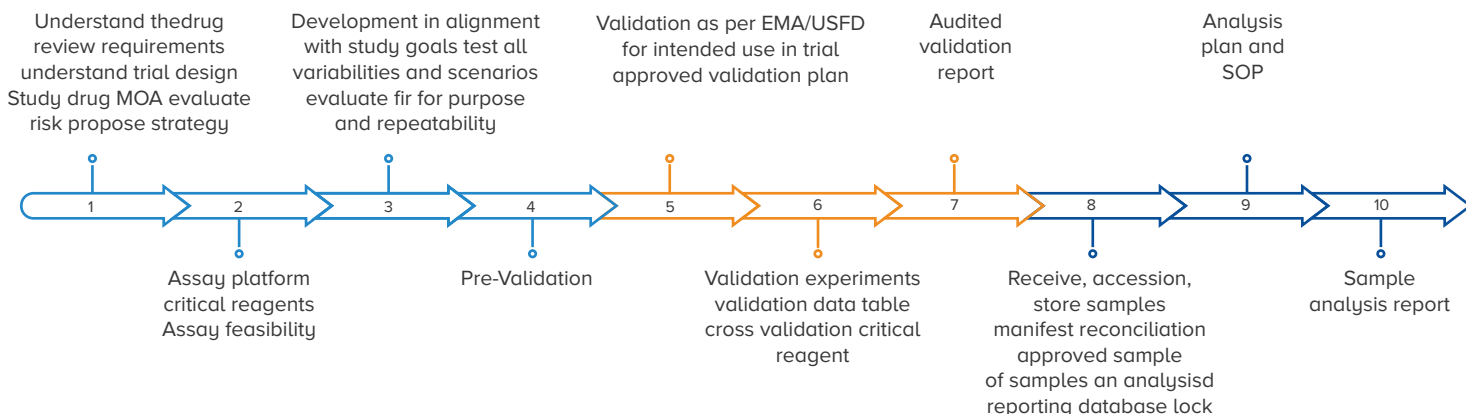 Understand thedrug
review requirements
understand trial design
Study drug MOA evaluate
risk propose strategy
Development in alignment
with study goals test all
variabilities and scenarios
evaluate fir for purpose
and repeatability
Validation as per EMA/USFD
for intended use in trial
approved validation plan
Audited
validation
report
Analysis
plan and
SOP
1
2
3
4
5
6
7
8
9
10
Assay platform
critical reagents
Assay feasibility
Pre-Validation
Validation experiments
validation data table
cross validation critical
reagent
Receive, accession,
store samples
manifest reconciliation
approved sample
of samples an analysisd
reporting database lock
Sample
analysis report